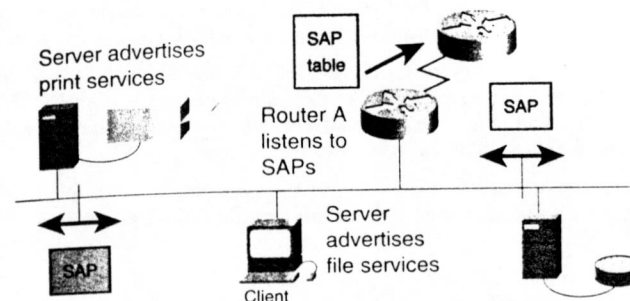 Server advertises
print services
SAP
table
Router A
listens to
SAPs
SAP
SAP
Client
Server
advertises
file services